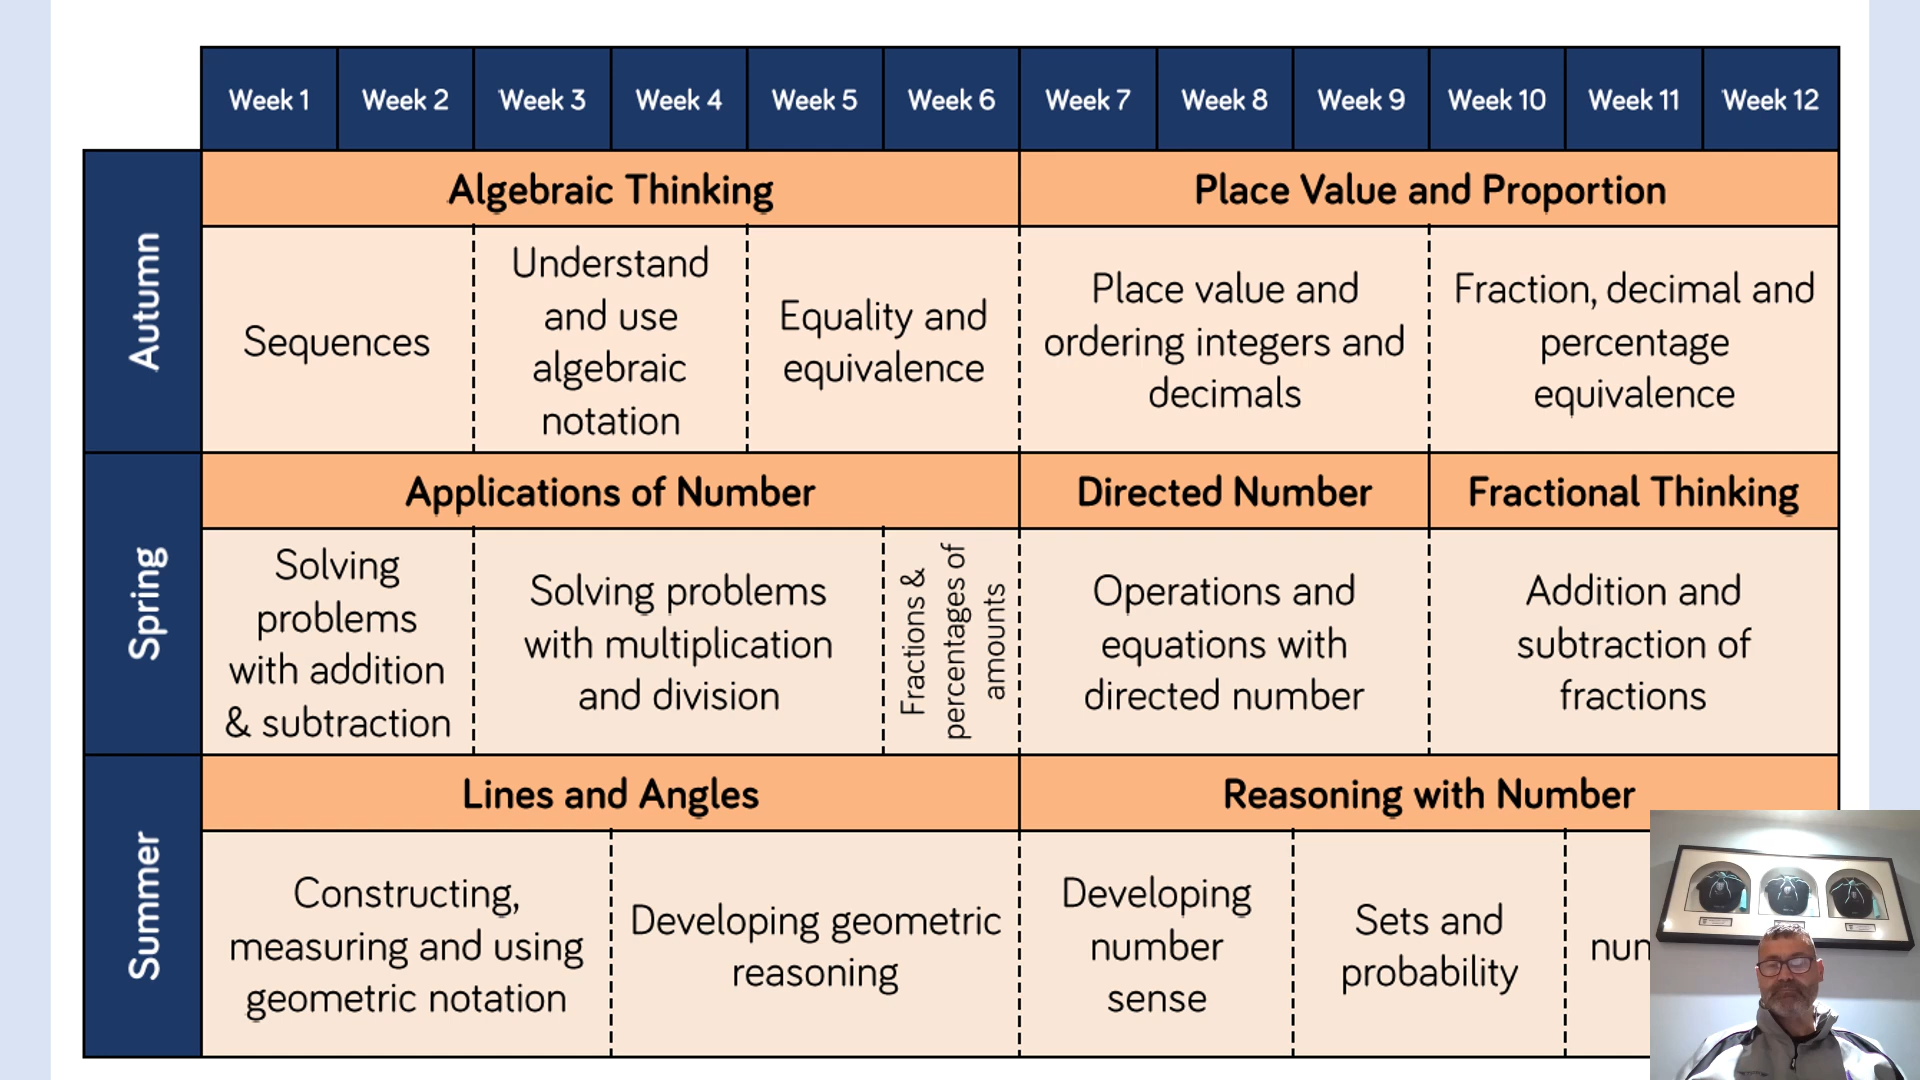 Week 1 Week 2 Week 3 Week 4 Week 5 Week 6 Week 7 Week 8 Week 9 Week 10 Week 11 Week 12
Autumn
Algebraic Thinking
Place Value and Proportion
Sequences
Understand
and use
algebraic
notation
Equality and
equivalence
Place value and
ordering integers and
decimals
Fraction, decimal and
percentage
equivalence
Spring
Applications of Number
Directed Number
Fractional Thinking
Solving
problems
with addition
& subtraction
Solving problems
with multiplication
and division
Fractions &
percentages of
amounts
Operations and
equations with
directed number
Addition and
subtraction of
fractions
Summer
Lines and Angles
Reasoning with Number
Constructing,
measuring and using
geometric notation
Developing geometric
reasoning
Developing
number
sense
Sets and
probability